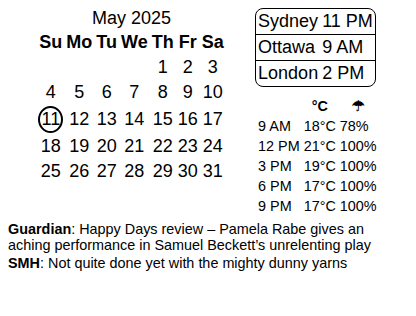 May 2025
Su Mo Tu We Th Fr Sa
1 2 3
4 5 6 7 8 9 10
11 12 13 14 15 16 17
18 19 20 21 22 23 24
25 26 27 28 29 30 31
Sydney 11 PM
Ottawa 9 AM
London 2 PM
°C ☂
9 AM 18°C 78%
12 PM 21°C 100%
3 PM 19°C 100%
6 PM 17°C 100%
9 PM 17°C 100%
Guardian: Happy Days review – Pamela Rabe gives an
aching performance in Samuel Beckett’s unrelenting play
SMH: Not quite done yet with the mighty dunny yarns